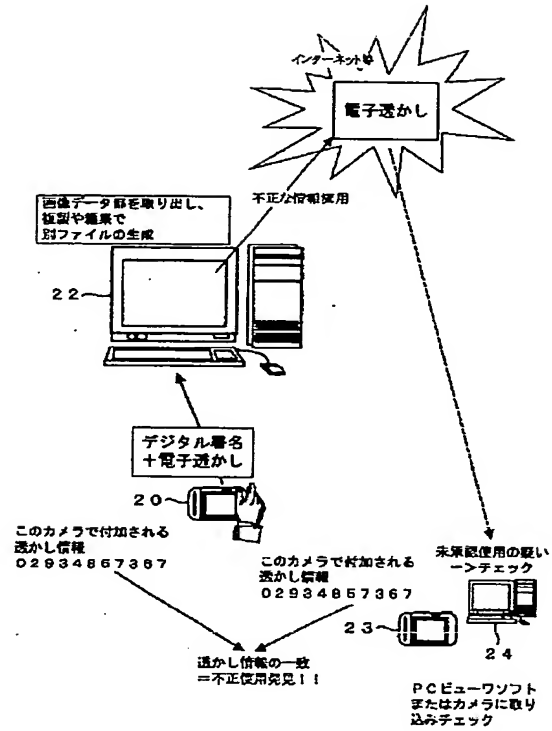 インターネット等
電子透かし
不正な情報使用
画像データ部を取り出し、
複製や編集で
別ファイルの生成
22
デジタル署名
+電子透かし
20
このカメラで付加される
透かし情報
02934857367
このカメラで付加される
透かし情報
02934857367
未承認使用の疑い
ー>チェック
23
24
透かし情報の一致
=不正使用発見!!
PCビューワソフト
またはカメラに取り
込みチェック